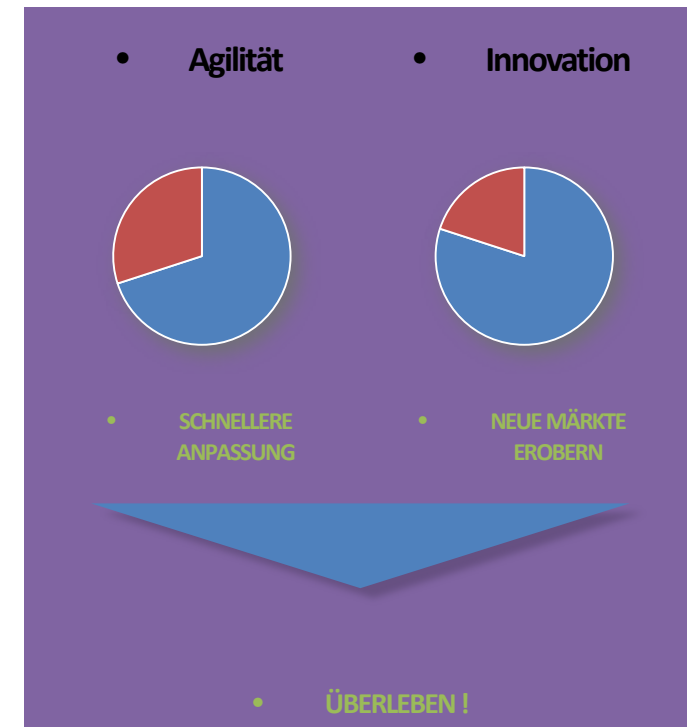 • Agilität
• Innovation
• SCHNELLERE
ANPASSUNG
• NEUE MÄRKTE
EROBERN
• ÜBERLEBEN !